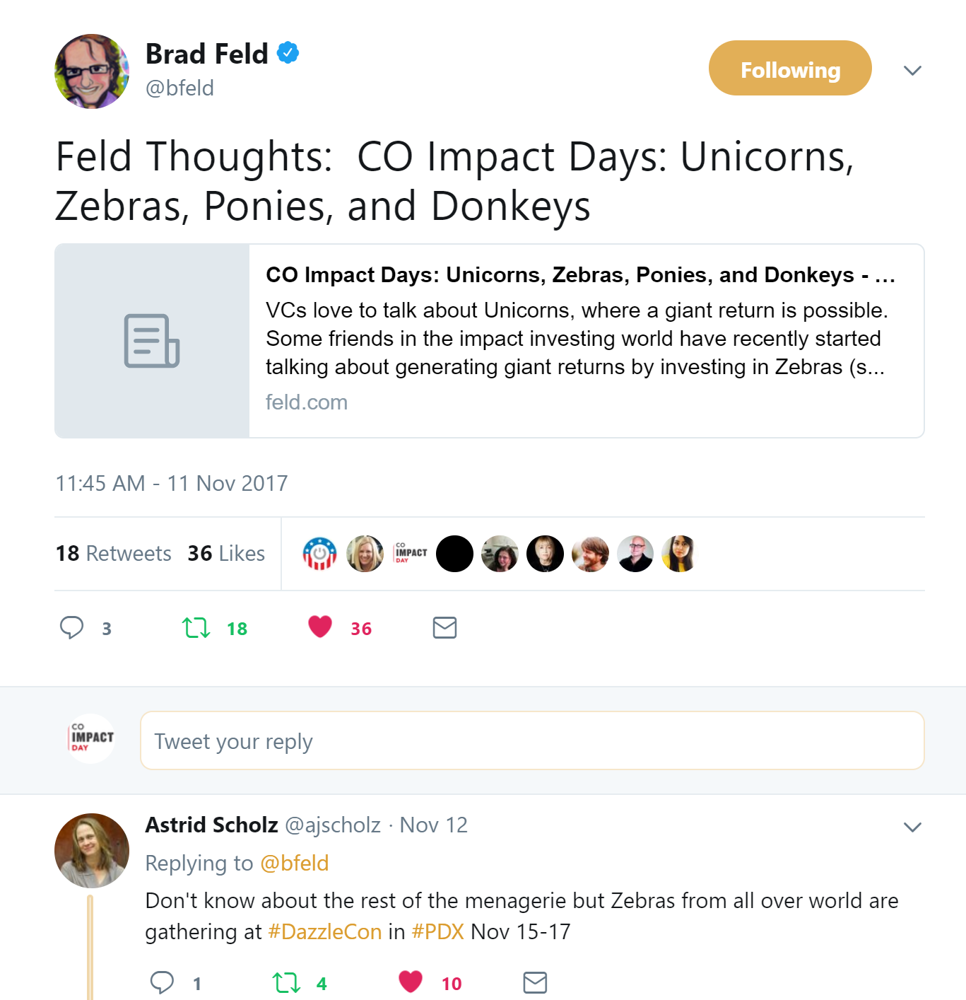 Brad Feld
@bfeld
Following
Feld Thoughts:  CO Impact Days: Unicorns,
Zebras, Ponies, and Donkeys
CO Impact Days: Unicorns, Zebras, Ponies, and Donkeys - ...
VCs love to talk about Unicorns, where a giant return is possible.
Some friends in the impact investing world have recently started
talking about generating giant returns by investing in Zebras (s...
feld.com
11:45 AM - 11 Nov 2017
18 Retweets 36 Likes
CO
IMPACT
DAY
3 18 36
CO
IMPACT
DAY
Tweet your reply
Astrid Scholz @ajscholz · Nov 12
Replying to @bfeld
Don't know about the rest of the menagerie but Zebras from all over world are
gathering at #DazzleCon in #PDX Nov 15-17
1 4 10